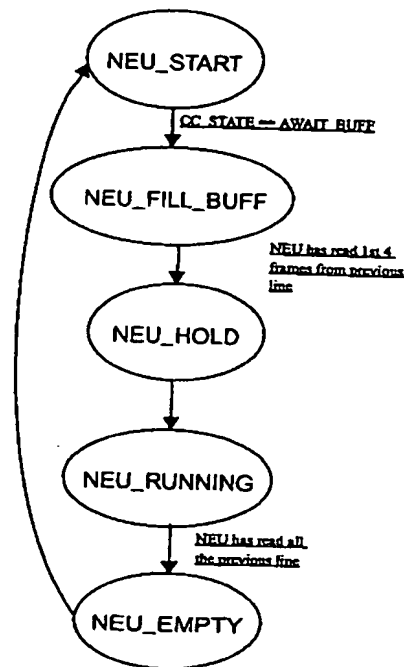 NEU_START
CC_STATE == AWAIT_BUFF
NEU_FILL_BUFF
NEU has read 1st 4
frames from previous
line
NEU_HOLD
NEU_RUNNING
NEU has read all
the previous line
NEU_EMPTY